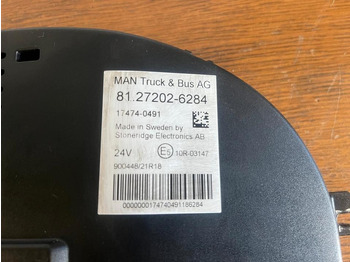 MAN Truck & Bus AG
81.27202-6284
17474-0491
Made in Sweden by
Stoneridge Electronics AB
24V E5 10R-03147
900448/21R18
0000000174740491186284